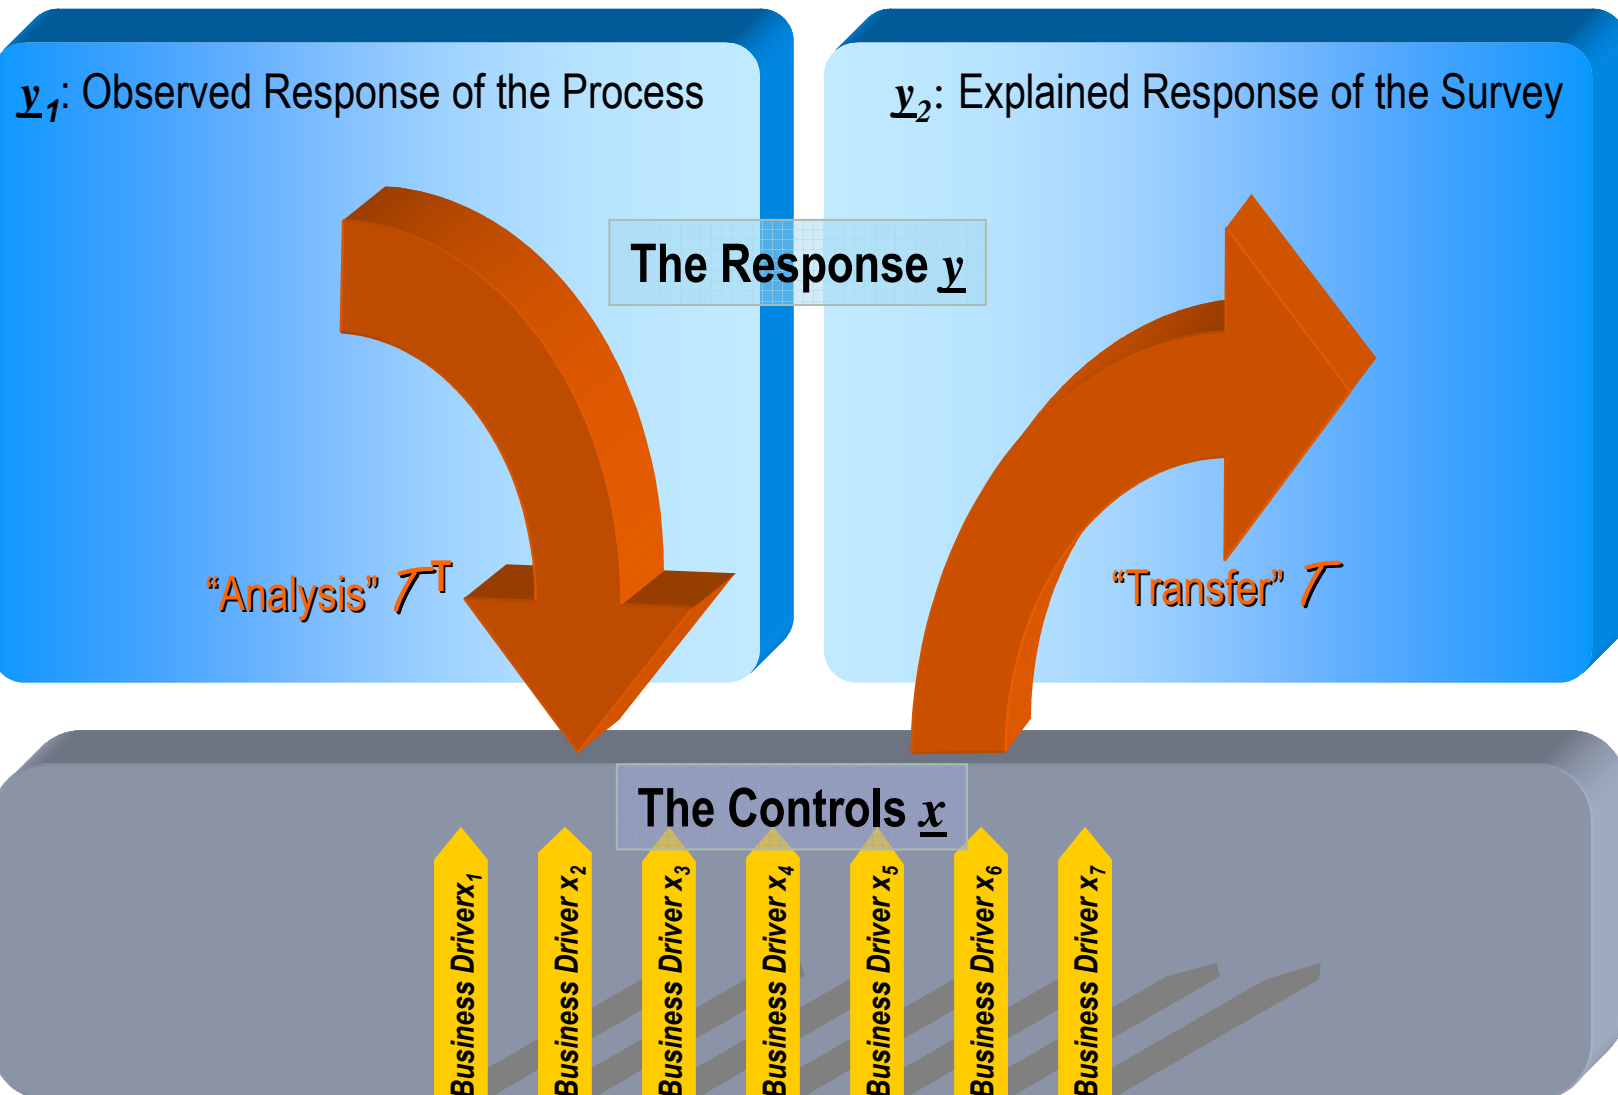 y₁: Observed Response of the Process
y₂: Explained Response of the Survey
The Response y
“Analysis” 𝒯ᵀ
“Transfer” 𝒯
The Controls x
Business Driverx₁
Business Driver x₂
Business Driver x₃
Business Driver x₄
Business Driver x₅
Business Driver x₆
Business Driver x₇